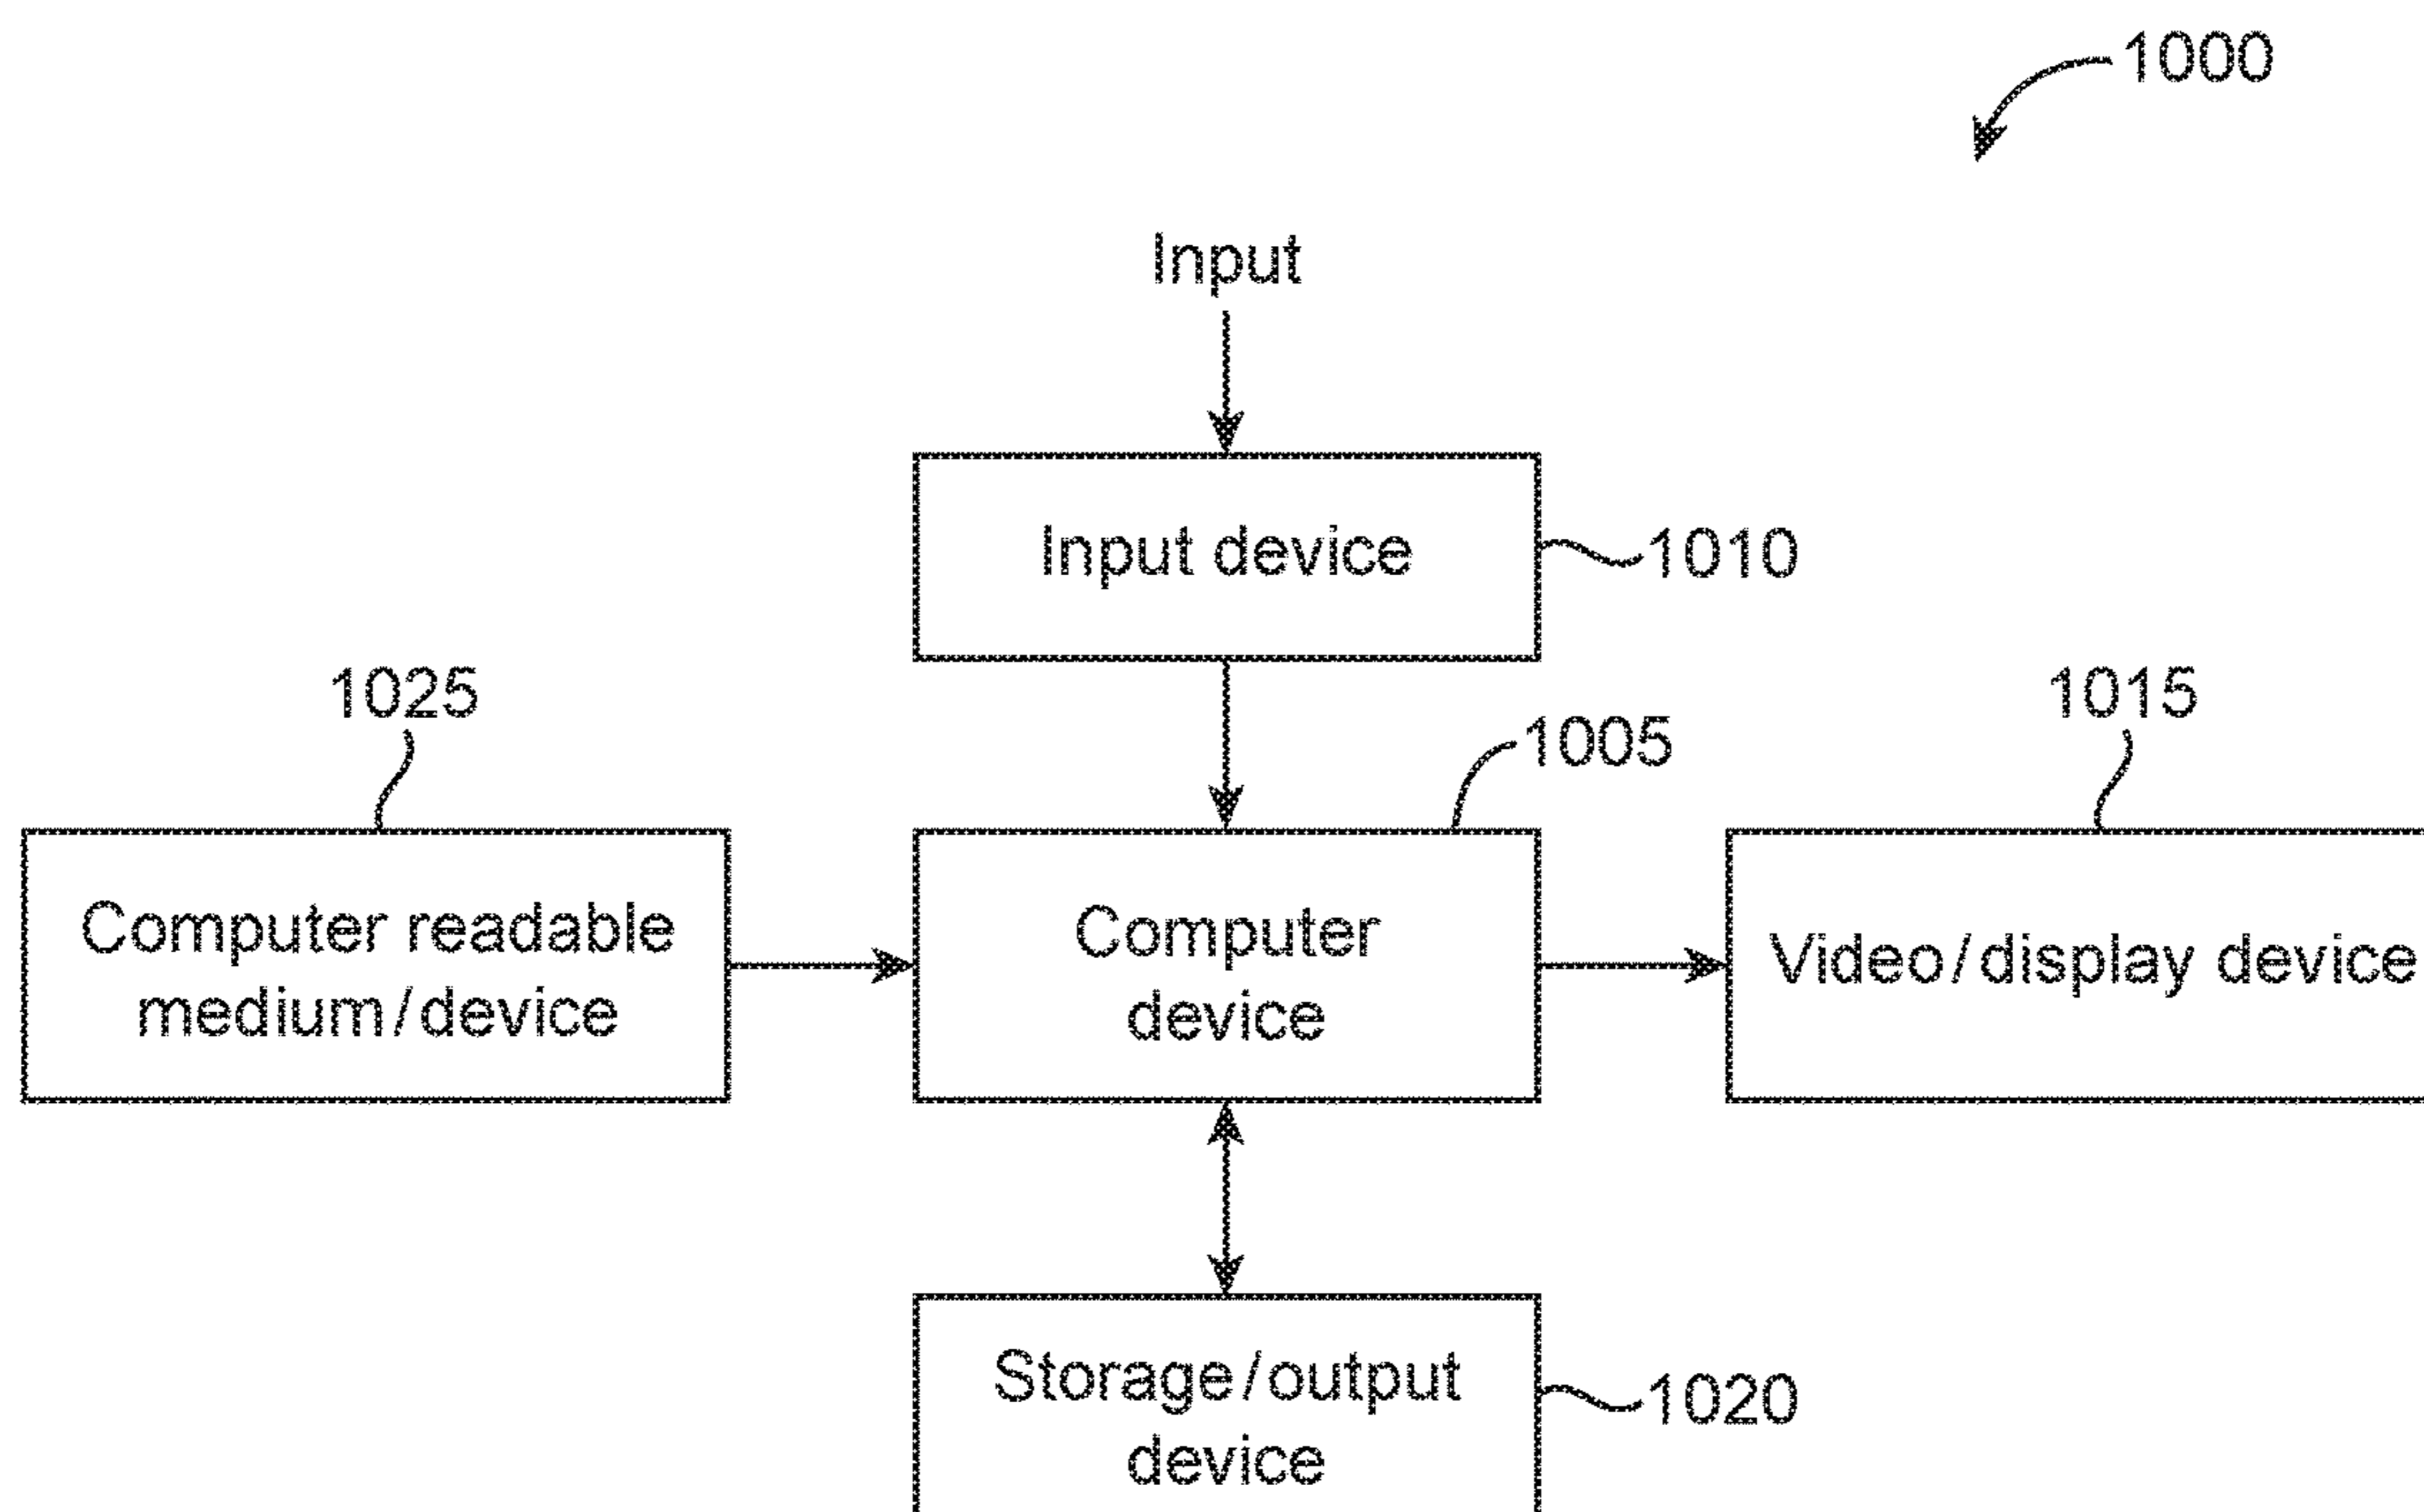 1000
Input
Input device
1010
1025
1005
1015
Computer readable
medium/device
Computer
device
Video/display device
Storage/output
device
1020